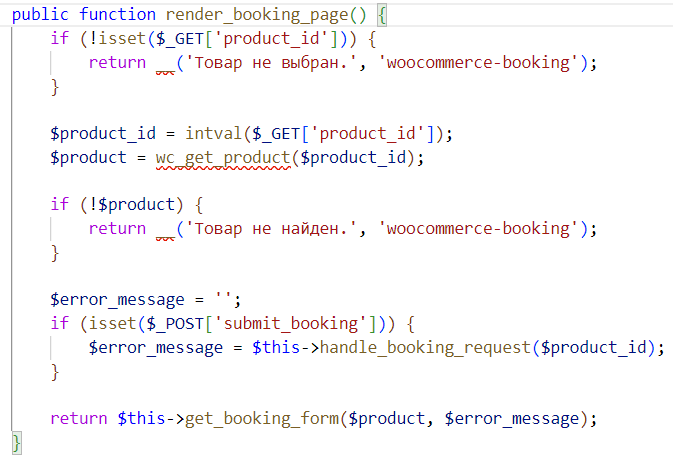 public function render_booking_page() {
    if (!isset($_GET['product_id'])) {
        return __('Товар не выбран.', 'woocommerce-booking');
    }

    $product_id = intval($_GET['product_id']);
    $product = wc_get_product($product_id);

    if (!$product) {
        return __('Товар не найден.', 'woocommerce-booking');
    }

    $error_message = '';
    if (isset($_POST['submit_booking'])) {
        $error_message = $this->handle_booking_request($product_id);
    }

    return $this->get_booking_form($product, $error_message);
}